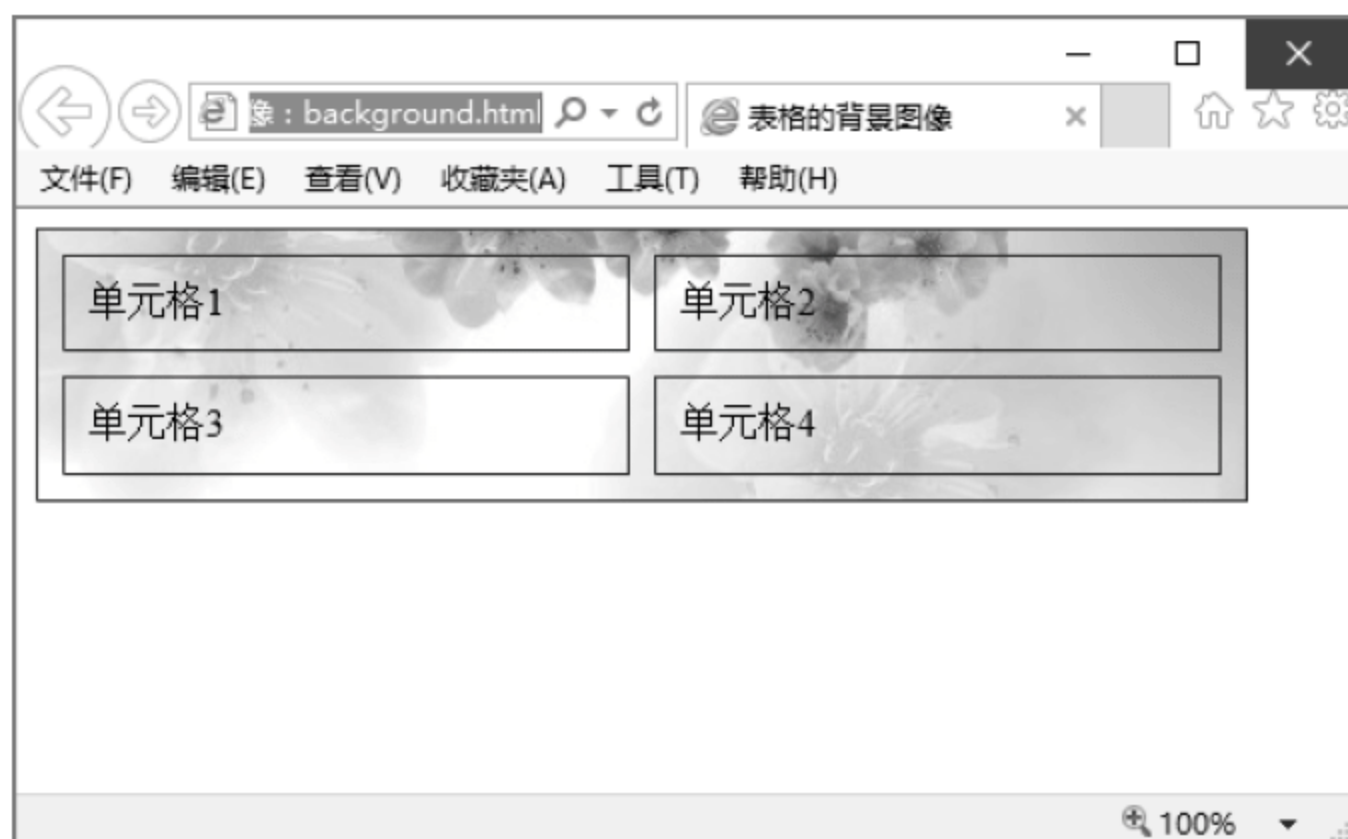 像：background.html
表格的背景图像
文件(F) 编辑(E) 查看(V) 收藏夹(A) 工具(T) 帮助(H)
单元格1 单元格2
单元格3 单元格4
100%